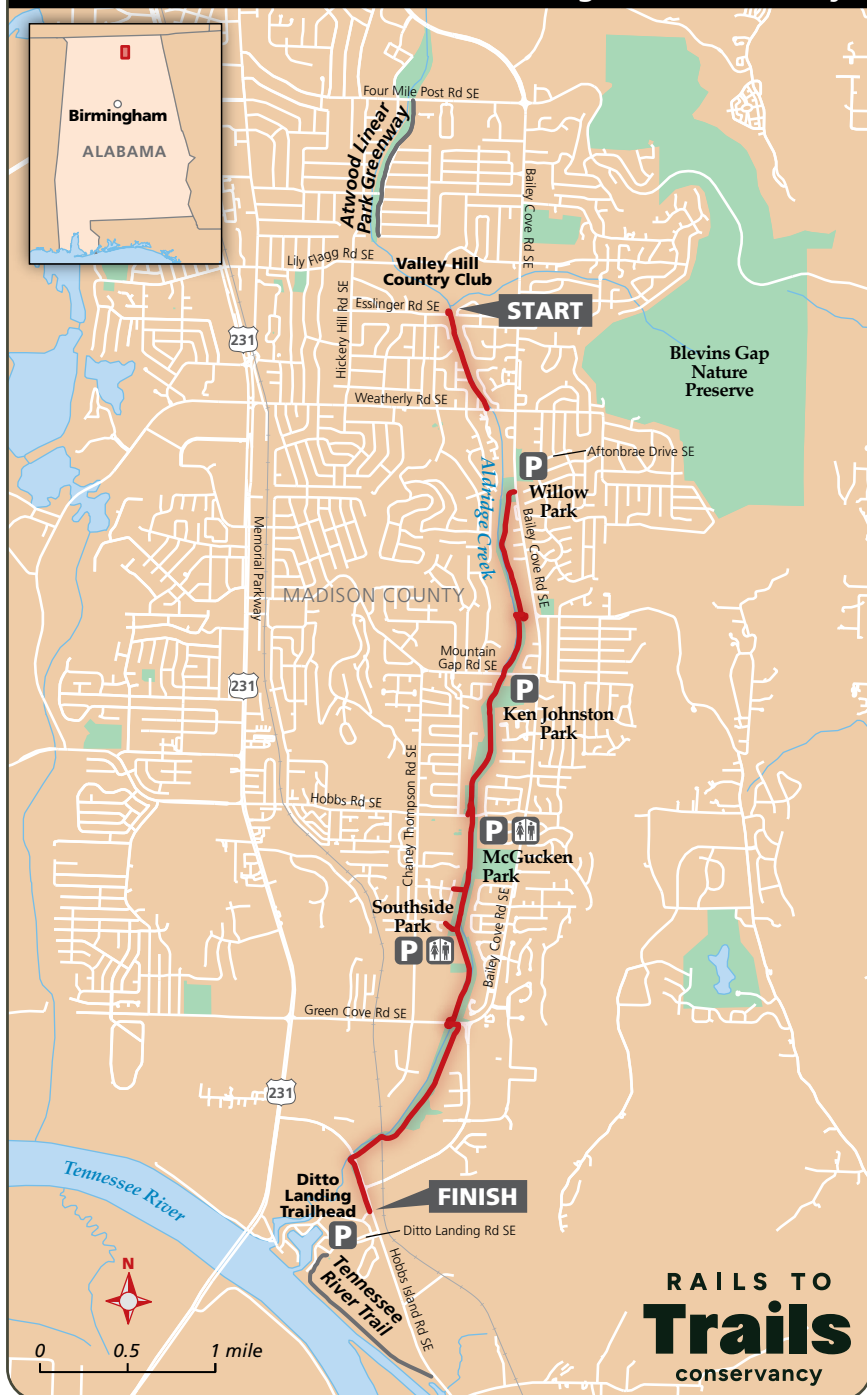 Birmingham
ALABAMA
Four Mile Post Rd SE
Atwood Linear
Park Greenway
Bailey Cove Rd SE
Lily Flagg Rd SE
Valley Hill
Country Club
Hickery Hill Rd SE
Esslinger Rd SE
START
231
Blevins Gap
Nature
Preserve
Weatherly Rd SE
Aldridge Creek
P
Aftonbrae Drive SE
Willow
Park
Bailey Cove Rd SE
Memorial Parkway
MADISON COUNTY
Mountain
Gap Rd SE
231
P
Ken Johnston
Park
Chaney Thompson Rd SE
Hobbs Rd SE
P
McGucken
Park
Southside
Park
P
Bailey Cove Rd SE
Green Cove Rd SE
231
Tennessee River
Ditto
Landing
Trailhead
FINISH
P
Ditto Landing Rd SE
Hobbs Island Rd SE
Tennessee
River Trail
N
0 0.5 1 mile
RAILS TO
Trails
conservancy